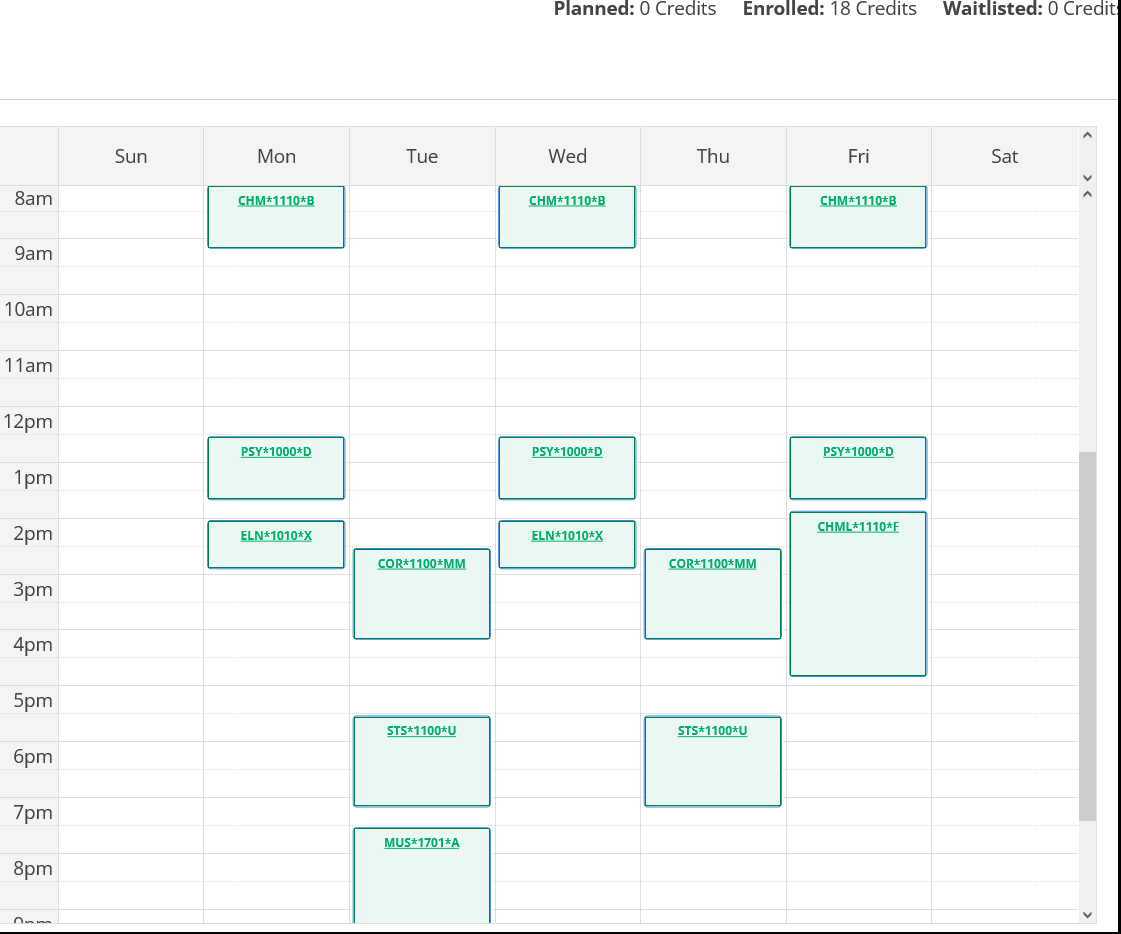 Planned: 0 Credits Enrolled: 18 Credits Waitlisted: 0 Credits
Sun Mon Tue Wed Thu Fri Sat
8am
CHM*1110*B CHM*1110*B CHM*1110*B
9am
10am
11am
12pm
PSY*1000*D PSY*1000*D PSY*1000*D
1pm
2pm
CHML*1110*F
ELN*1010*X ELN*1010*X
COR*1100*MM COR*1100*MM
3pm
4pm
5pm
STS*1100*U STS*1100*U
6pm
7pm
MUS*1701*A
8pm
9pm